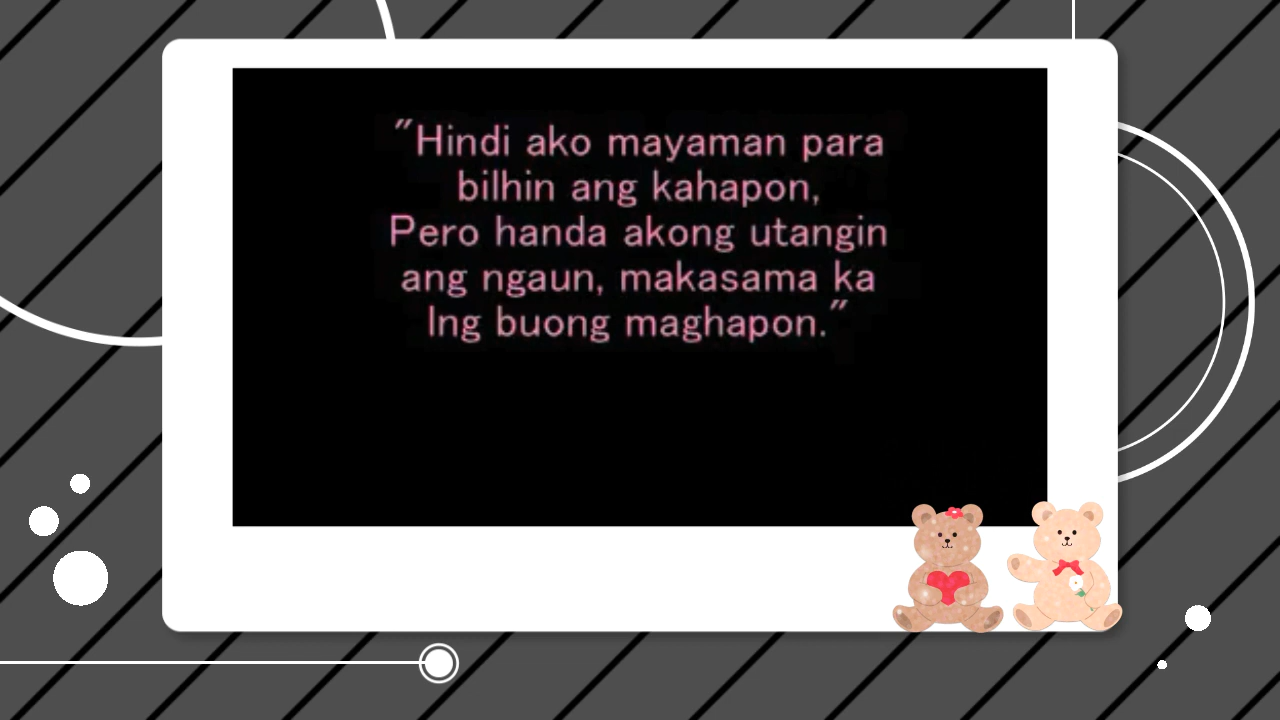 "Hindi ako mayaman para
bilhin ang kahapon,
Pero handa akong utangin
ang ngaun, makasama ka
lng buong maghapon."